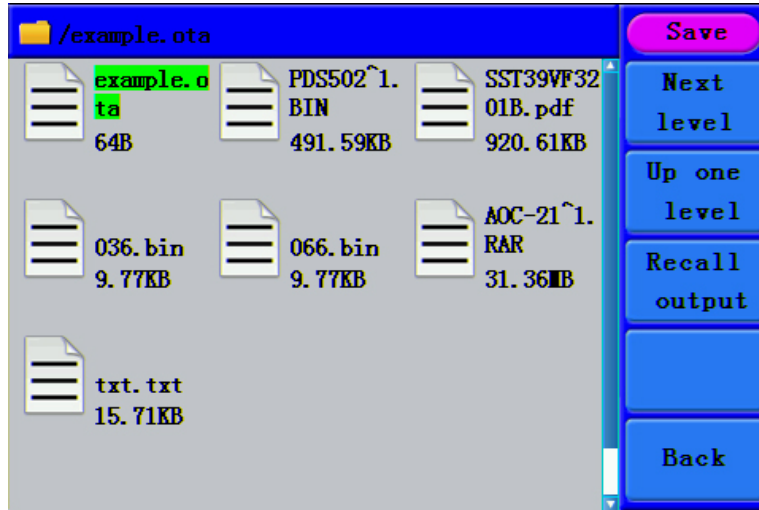 /example.ota
Save
example.o
ta
64B
PDS502~1.
BIN
491.59KB
SST39VF32
01B.pdf
920.61KB
036.bin
9.77KB
066.bin
9.77KB
AOC-21~1.
RAR
31.36MB
txt.txt
15.71KB
Next
level
Up one
level
Recall
output
Back